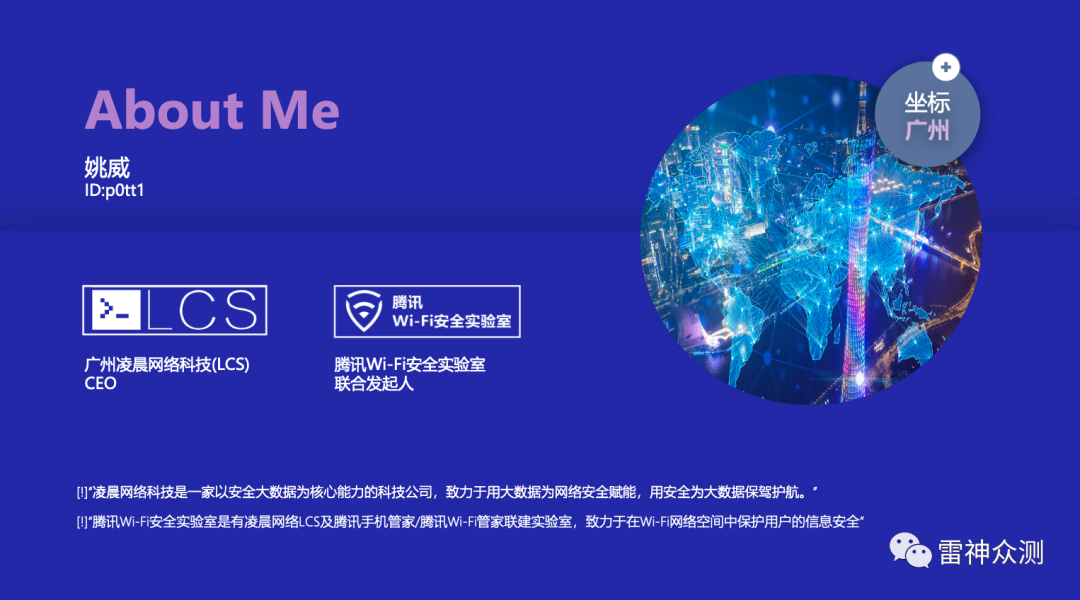 About Me
姚威
ID:p0tt1
坐标
广州
LCS
腾讯
Wi-Fi安全实验室
广州凌晨网络科技(LCS)
CEO
腾讯Wi-Fi安全实验室
联合发起人
[!]“凌晨网络科技是一家以安全大数据为核心能力的科技公司，致力于用大数据为网络安全赋能，用安全为大数据保驾护航。”
[!]“腾讯Wi-Fi安全实验室是有凌晨网络LCS及腾讯手机管家/腾讯Wi-Fi管家联建实验室，致力于在Wi-Fi网络空间中保护用户的信息安全”
雷神众测